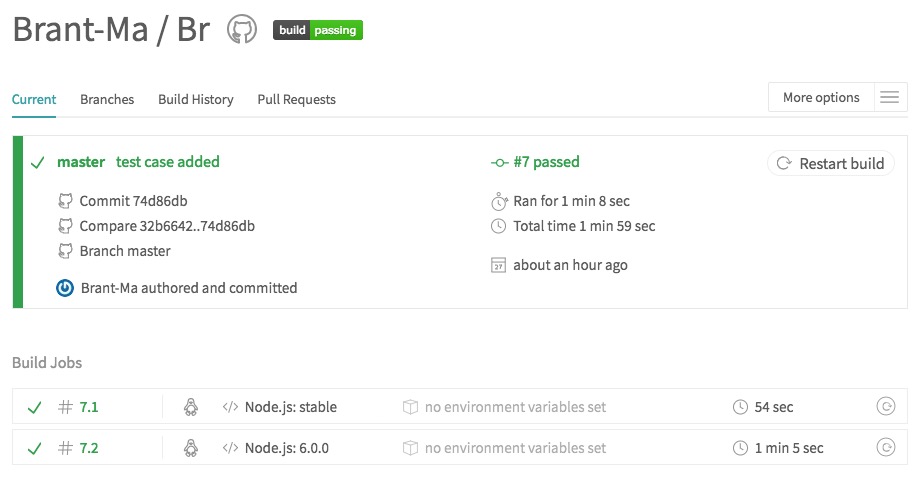 Brant-Ma / Br build passing
Current Branches Build History Pull Requests More options
master test case added #7 passed Restart build
Commit 74d86db Ran for 1 min 8 sec
Compare 32b6642..74d86db Total time 1 min 59 sec
Branch master
27 about an hour ago
Brant-Ma authored and committed
Build Jobs
# 7.1 </> Node.js: stable no environment variables set 54 sec
# 7.2 </> Node.js: 6.0.0 no environment variables set 1 min 5 sec